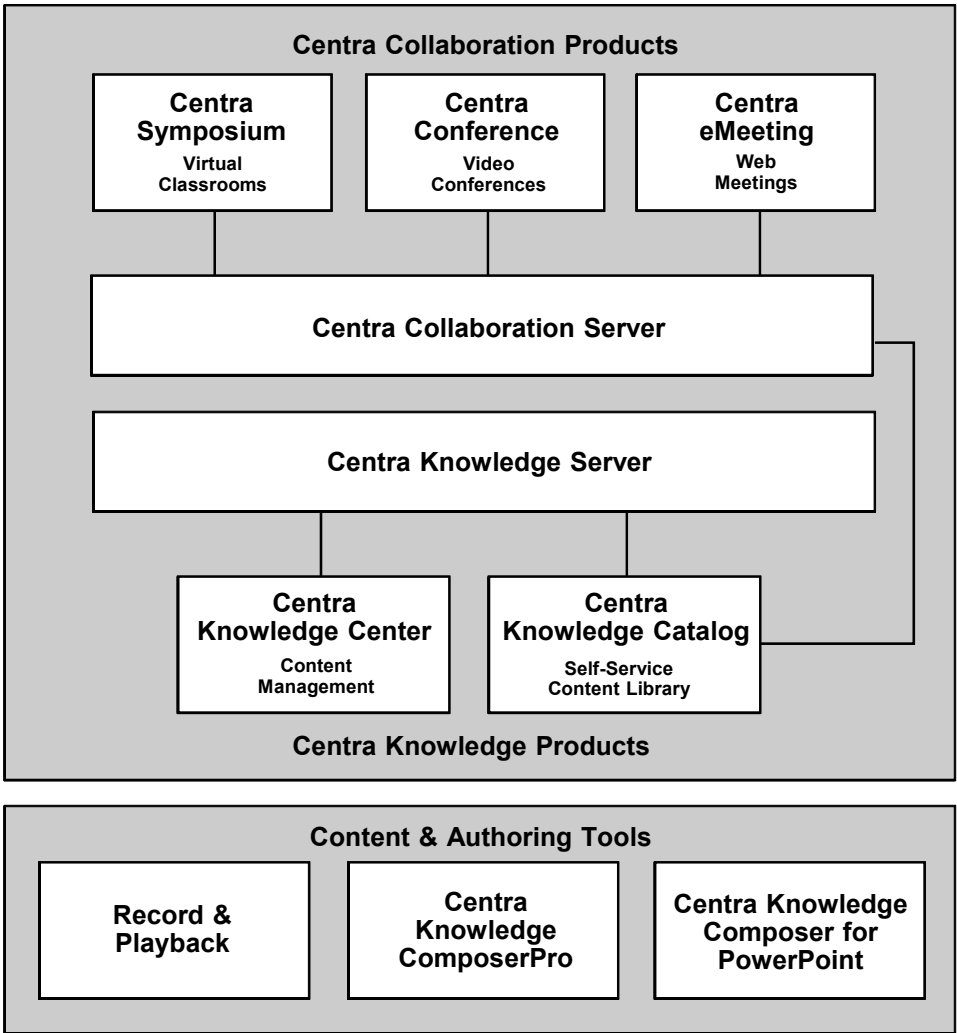 Centra Collaboration Products
Centra
Symposium
Virtual
Classrooms
Centra
Conference
Video
Conferences
Centra
eMeeting
Web
Meetings
Centra Collaboration Server
Centra Knowledge Server
Centra
Knowledge Center
Content
Management
Centra
Knowledge Catalog
Self-Service
Content Library
Centra Knowledge Products
Content & Authoring Tools
Record &
Playback
Centra
Knowledge
ComposerPro
Centra Knowledge
Composer for
PowerPoint